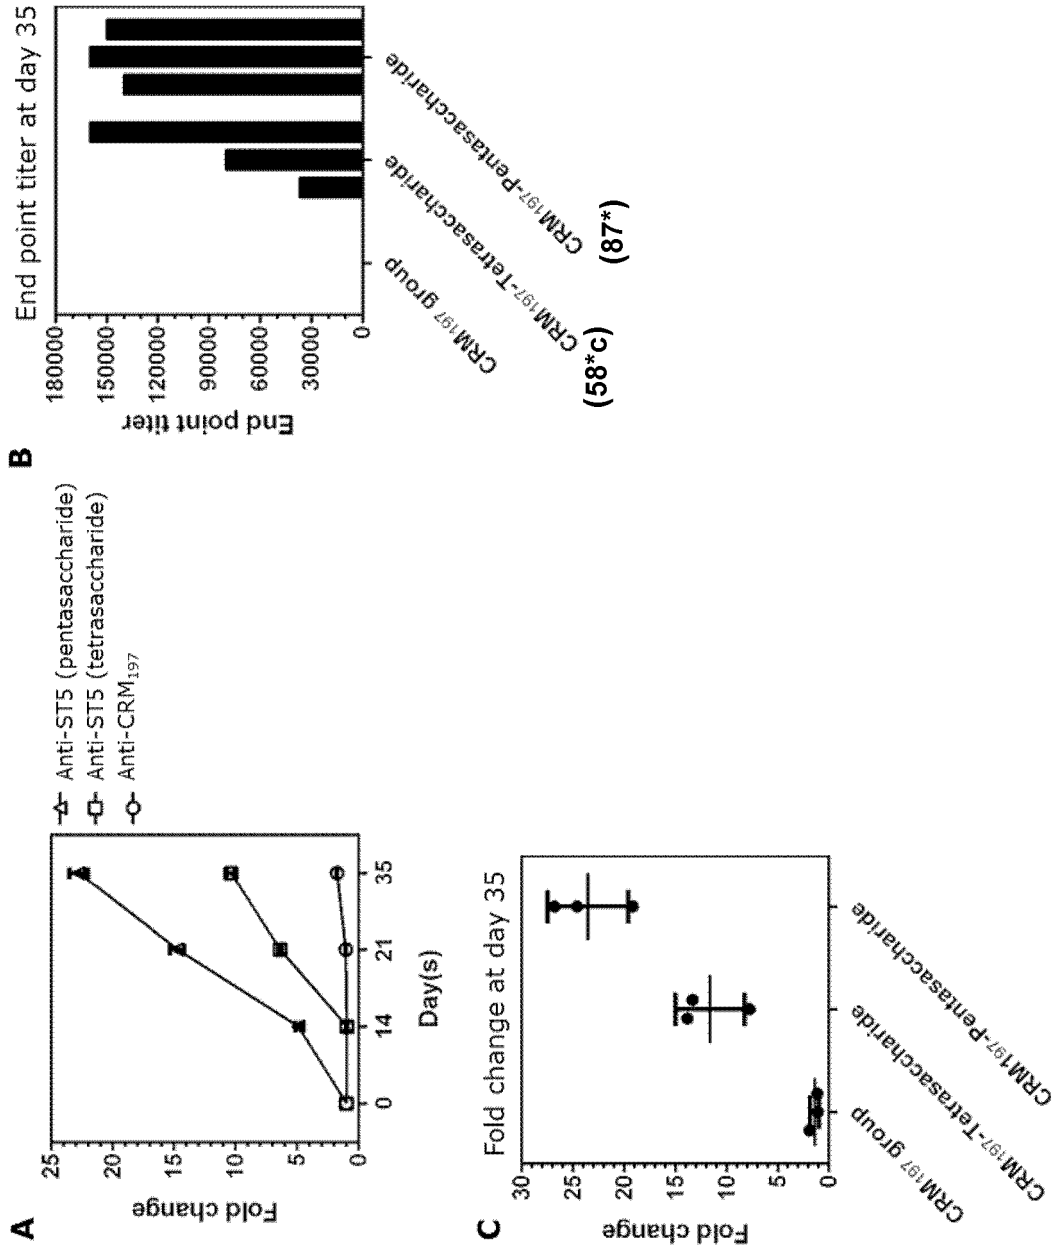 A
Fold change
25
20
15
10
5
0
0
14
21
35
Day(s)
Anti-ST5 (pentasaccharide)
Anti-ST5 (tetrasaccharide)
Anti-CRM197
B
End point titer at day 35
End point titer
180000
150000
120000
90000
60000
30000
0
CRM197 group
CRM197-Tetrasaccharide
(58*c)
CRM197-Pentasaccharide
(87*)
C
Fold change at day 35
Fold change
30
25
20
15
10
5
0
CRM197 group
CRM197-Tetrasaccharide
CRM197-Pentasaccharide